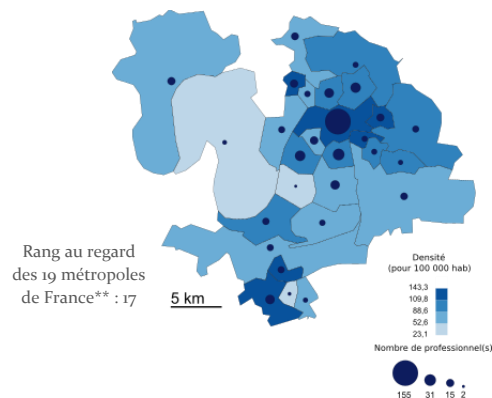 Rang au regard
des 19 métropoles
de France** : 17
5 km
Densité
(pour 100 000 hab)
143,3
109,8
88,6
52,6
23,1
Nombre de professionnel(s)
155 31 15 2